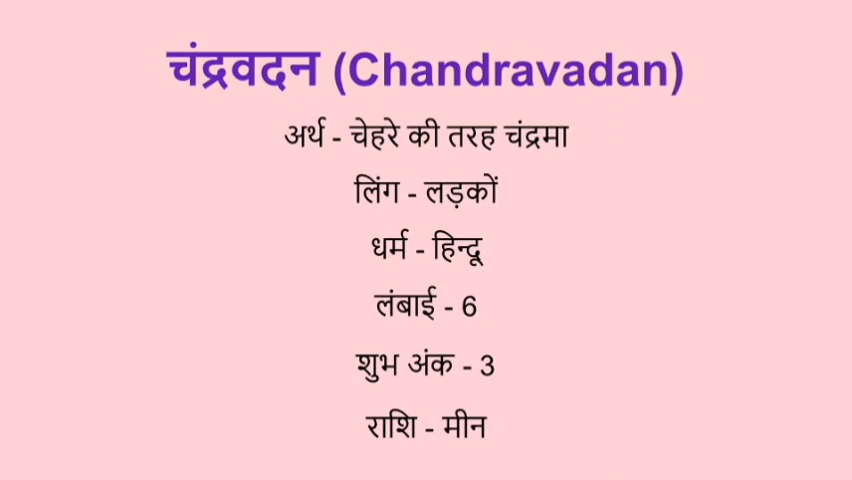 चंद्रवदन (Chandravadan)
अर्थ - चेहरे की तरह चंद्रमा
लिंग - लड़कों
धर्म - हिन्दू
लंबाई - 6
शुभ अंक - 3
राशि - मीन